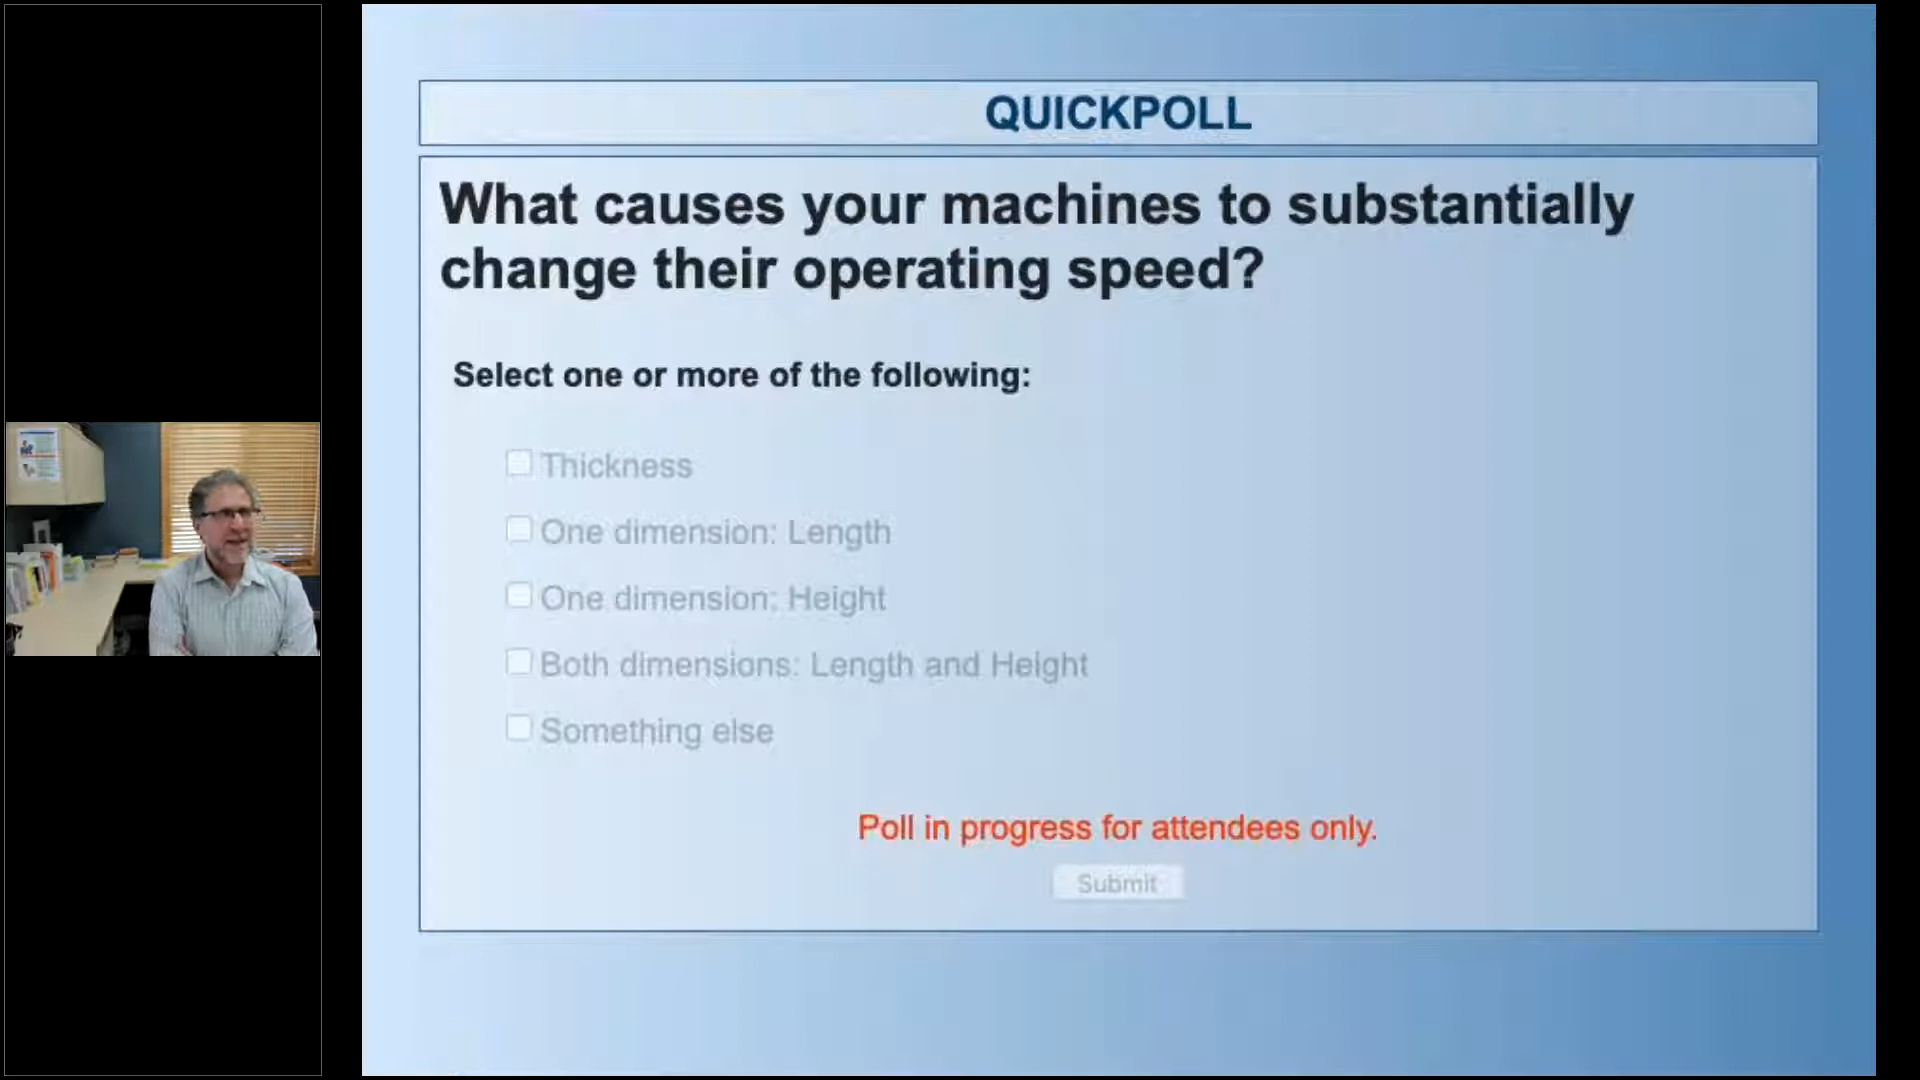 QUICKPOLL
What causes your machines to substantially
change their operating speed?
Select one or more of the following:
Thickness
One dimension: Length
One dimension: Height
Both dimensions: Length and Height
Something else
Poll in progress for attendees only.
Submit